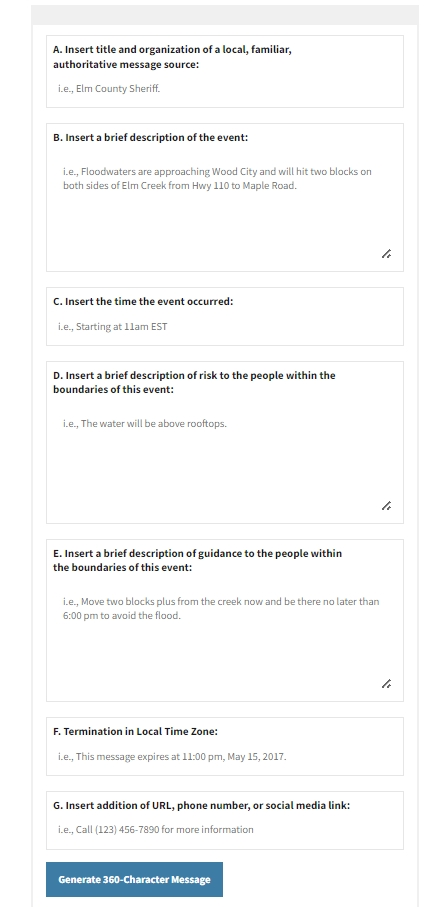 A. Insert title and organization of a local, familiar,
authoritative message source:
i.e., Elm County Sheriff.
B. Insert a brief description of the event:
i.e., Floodwaters are approaching Wood City and will hit two blocks on
both sides of Elm Creek from Hwy 110 to Maple Road.
C. Insert the time the event occurred:
i.e., Starting at 11am EST
D. Insert a brief description of risk to the people within the
boundaries of this event:
i.e., The water will be above rooftops.
E. Insert a brief description of guidance to the people within
the boundaries of this event:
i.e., Move two blocks plus from the creek now and be there no later than
6:00 pm to avoid the flood.
F. Termination in Local Time Zone:
i.e., This message expires at 11:00 pm, May 15, 2017.
G. Insert addition of URL, phone number, or social media link:
i.e., Call (123) 456-7890 for more information
Generate 360-Character Message